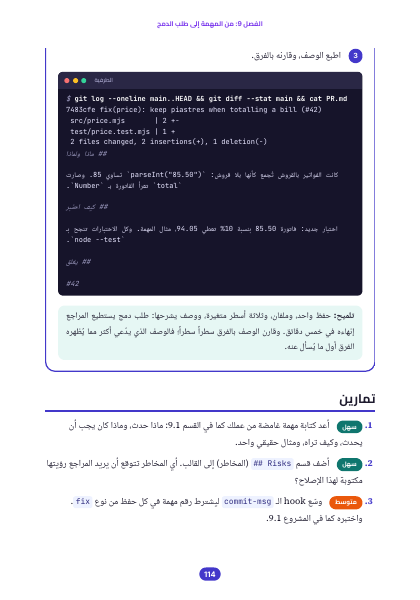 الفصل 9: من المهمة إلى طلب الدمج
3 اطبع الوصف، وقارنه بالفرق.
الطرفية
$ git log --oneline main..HEAD && git diff --stat main && cat PR.md
7483cfe fix(price): keep piastres when totalling a bill (#42)
src/price.mjs | 2 +-
test/price.test.mjs | 1 +
2 files changed, 2 insertions(+), 1 deletion(-)
## ماذا ولماذا
كانت الفواتير بالقروش تُجمع كأنها بلا قروش: `parseInt("85.50")` تساوي 85. وصارت
`total` تقرأ الفاتورة بـ `Number`.
## كيف اختُبر
اختبار جديد: فاتورة 85.50 بنسبة 10% تعطي 94.05، مثال المهمة. وكل الاختبارات تنجح بـ
`node --test`.
## يغلق
#42
تلميح: حفظ واحد، وملفان، وثلاثة أسطر متغيرة، ووصف يشرحها: طلب دمج يستطيع المراجع
إنهاءه في خمس دقائق. وقارن الوصف بالفرق سطراً سطراً؛ فالوصف الذي يدّعي أكثر مما يُظهره
الفرق أول ما يُسأل عنه.
تمارين
1. سهل أعد كتابة مهمة غامضة من عملك كما في القسم 9.1: ماذا حدث، وماذا كان يجب أن
يحدث، وكيف تراه، ومثال حقيقي واحد.
2. سهل أضف قسم ## Risks (المخاطر) إلى القالب. أي المخاطر تتوقع أن يريد المراجع رؤيتها
مكتوبة لهذا الإصلاح؟
3. متوسط وسّع hook الـ commit-msg ليشترط رقم مهمة في كل حفظ من نوع fix.
واختبره كما في المشروع 9.1.
114